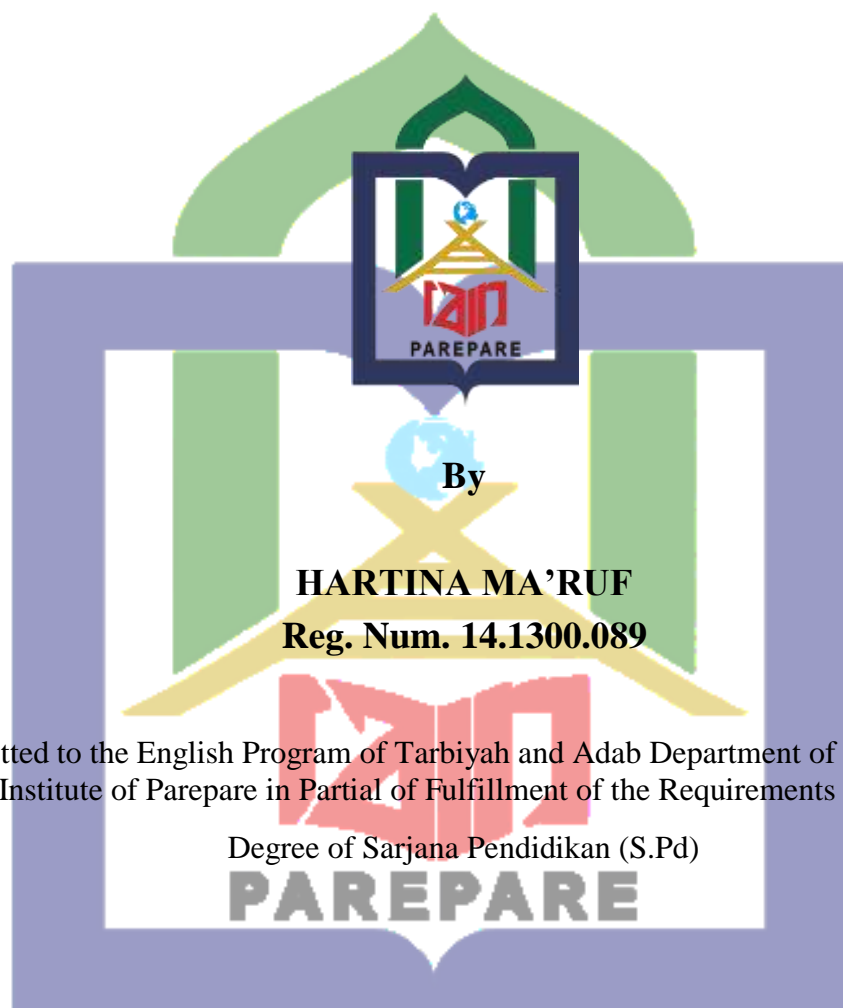 PAREPARE
By
HARTINA MA’RUF
Reg. Num. 14.1300.089
tted to the English Program of Tarbiyah and Adab Department of
Institute of Parepare in Partial of Fulfillment of the Requirements
Degree of Sarjana Pendidikan (S.Pd)
PAREPARE